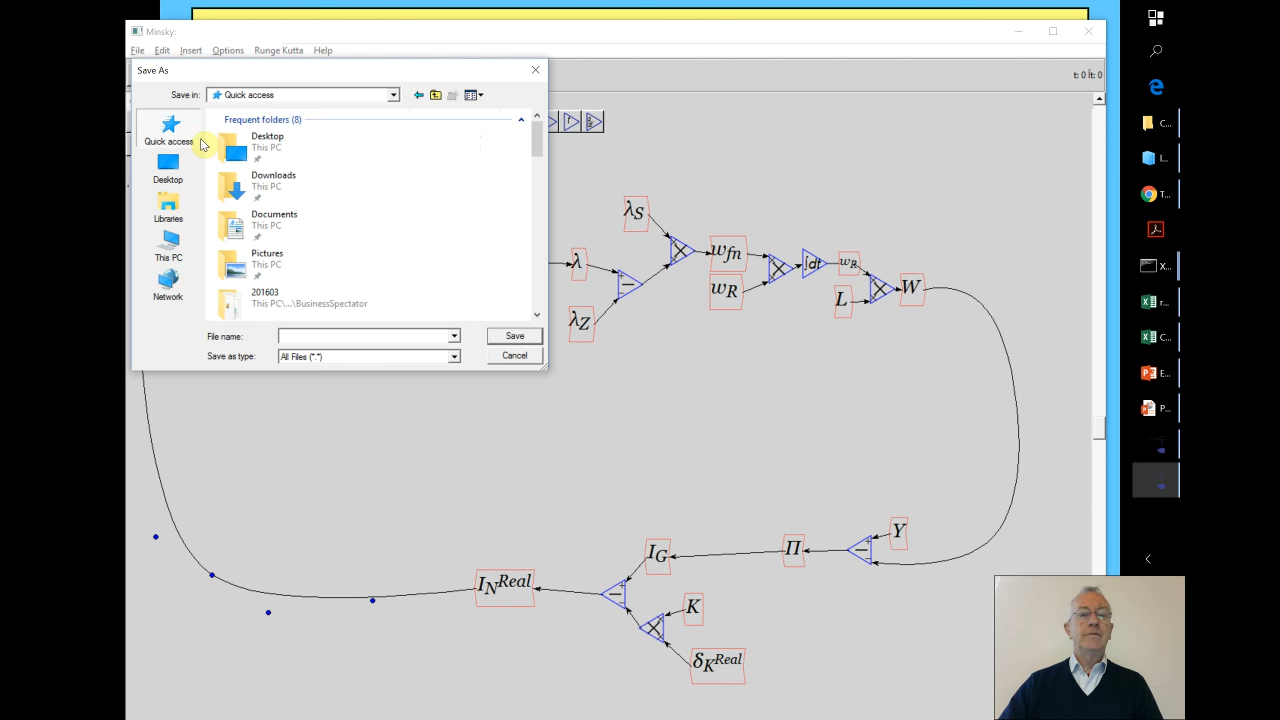 Minsky:
File Edit Insert Options Runge Kutta Help
t: 0 Δt: 0
Save As
Save in: Quick access
Quick access
Desktop
Libraries
This PC
Network
Frequent folders (8)
Desktop
This PC
Downloads
This PC
Documents
This PC
Pictures
This PC
201603
This PC\...\BusinessSpectator
File name:
Save
Save as type: All Files (*.*)
Cancel
λS
λ
λZ
wfn
wR
∫dt
wR
L
W
Y
Π
IG
INReal
K
δKReal
C...
I...
T...
X...
r...
C...
E...
P...